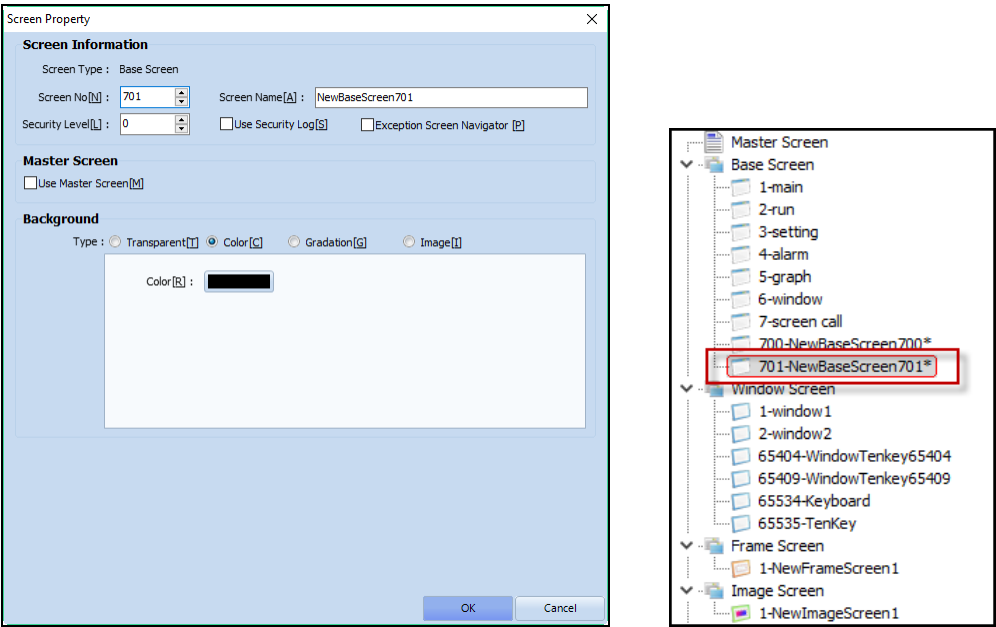 Screen Property
Screen Information
Screen Type : Base Screen
Screen No[N] : 701 Screen Name[A] : NewBaseScreen701
Security Level[L] : 0 Use Security Log[S] Exception Screen Navigator [P]
Master Screen
Use Master Screen[M]
Background
Type : Transparent[T] Color[C] Gradation[G] Image[I]
Color[R] :
OK Cancel
Master Screen
Base Screen
1-main
2-run
3-setting
4-alarm
5-graph
6-window
7-screen call
700-NewBaseScreen700*
701-NewBaseScreen701*
Window Screen
1-window1
2-window2
65404-WindowTenkey65404
65409-WindowTenkey65409
65534-Keyboard
65535-TenKey
Frame Screen
1-NewFrameScreen1
Image Screen
1-NewImageScreen1